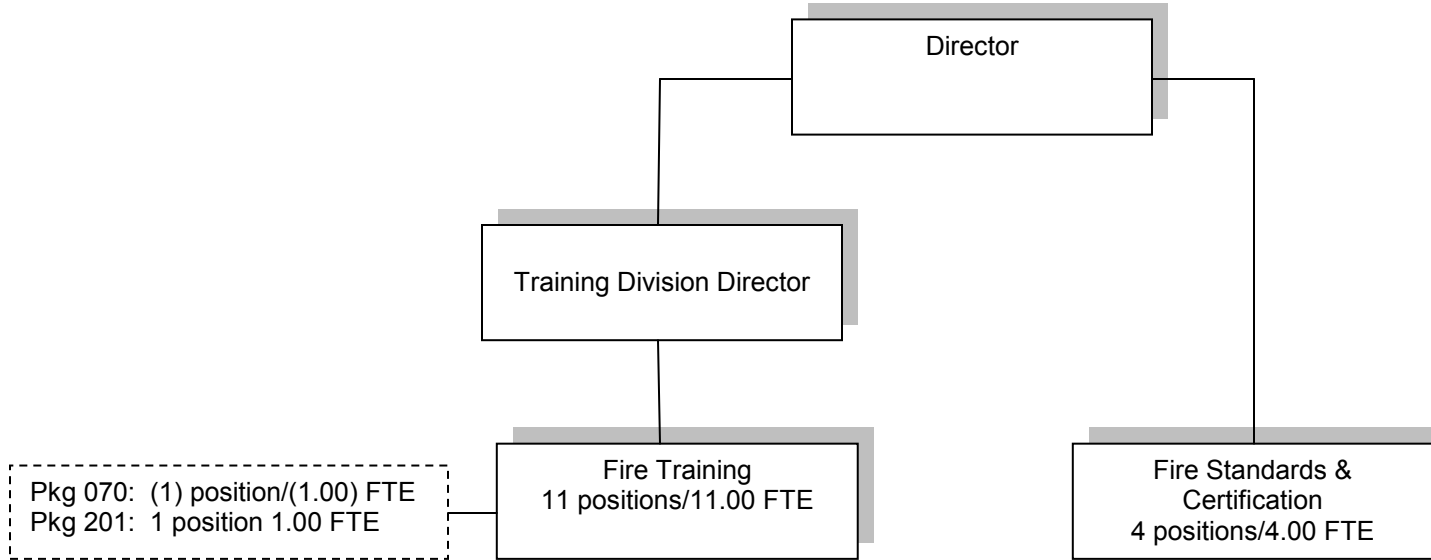 Director
Training Division Director
Pkg 070: (1) position/(1.00) FTE
Pkg 201: 1 position 1.00 FTE
Fire Training
11 positions/11.00 FTE
Fire Standards &
Certification
4 positions/4.00 FTE